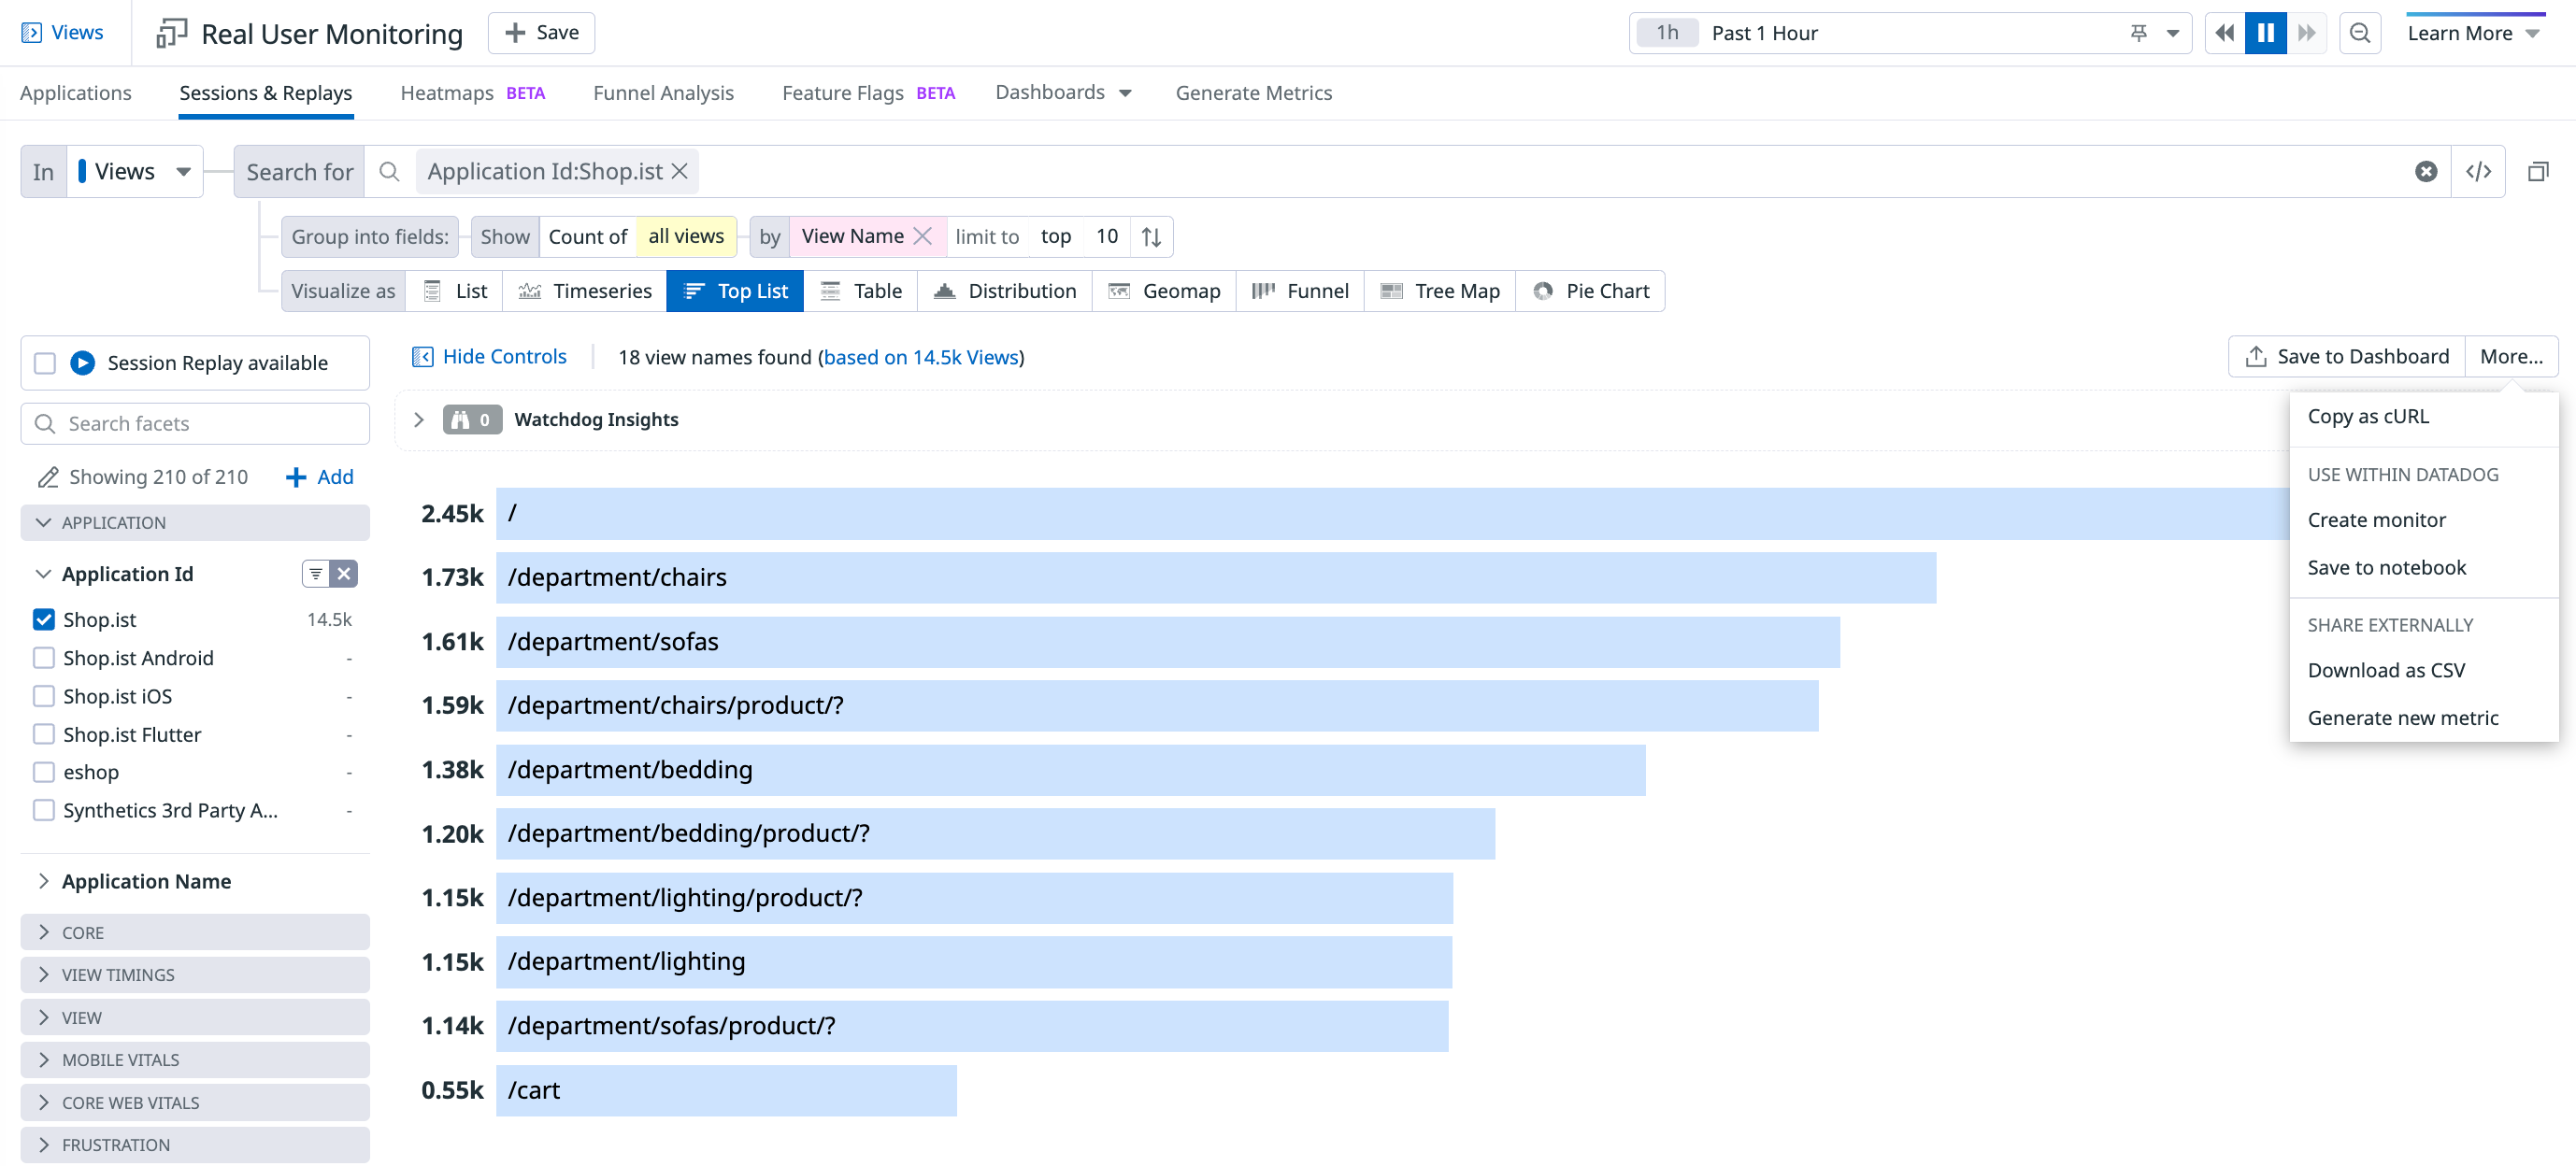 Views
Real User Monitoring
Save
1h Past 1 Hour
Learn More
Applications Sessions & Replays Heatmaps BETA Funnel Analysis Feature Flags BETA Dashboards Generate Metrics
In Views Search for Application Id:Shop.ist </>
Group into fields: Show Count of all views by View Name limit to top 10
Visualize as List Timeseries Top List Table Distribution Geomap Funnel Tree Map Pie Chart
Session Replay available
Search facets
Showing 210 of 210 Add
APPLICATION
Application Id
Shop.ist 14.5k
Shop.ist Android -
Shop.ist iOS -
Shop.ist Flutter -
eshop -
Synthetics 3rd Party A... -
Application Name
CORE
VIEW TIMINGS
VIEW
MOBILE VITALS
CORE WEB VITALS
FRUSTRATION
Hide Controls 18 view names found (based on 14.5k Views)
Save to Dashboard More...
0 Watchdog Insights
2.45k /
1.73k /department/chairs
1.61k /department/sofas
1.59k /department/chairs/product/?
1.38k /department/bedding
1.20k /department/bedding/product/?
1.15k /department/lighting/product/?
1.15k /department/lighting
1.14k /department/sofas/product/?
0.55k /cart
Copy as cURL
USE WITHIN DATADOG
Create monitor
Save to notebook
SHARE EXTERNALLY
Download as CSV
Generate new metric